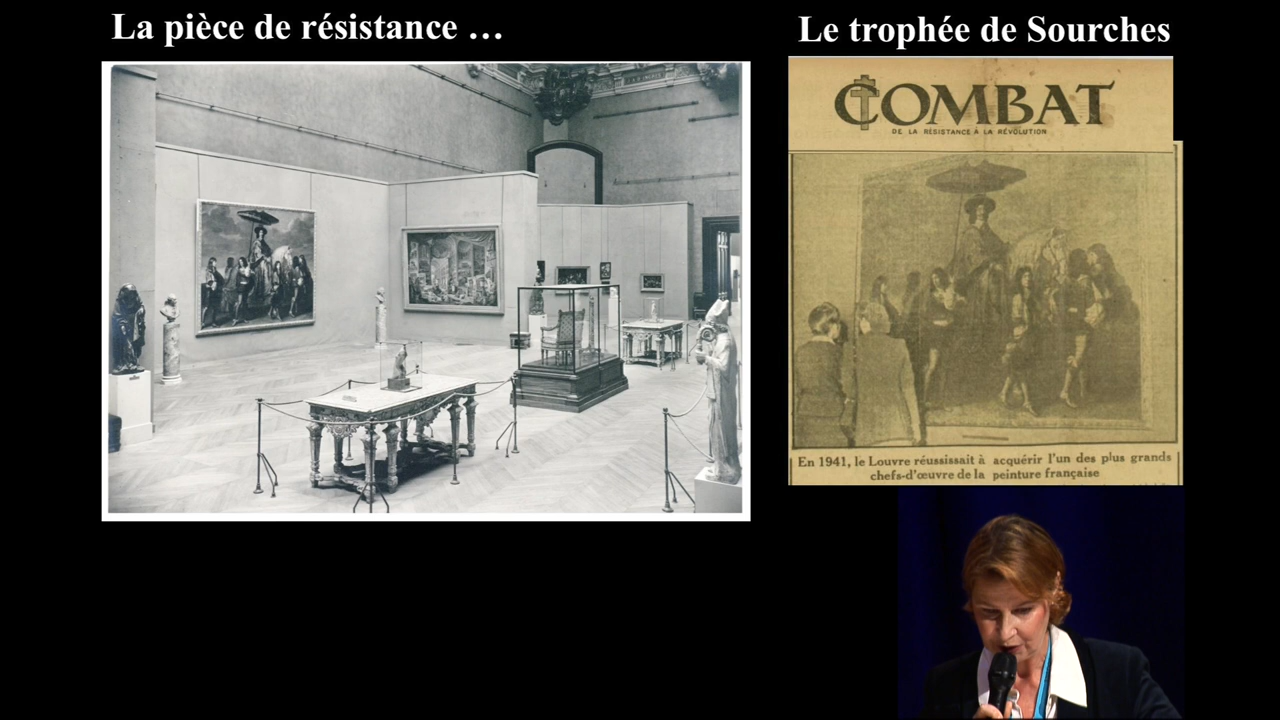 La pièce de résistance …
Le trophée de Sourches
COMBAT
DE LA RÉSISTANCE À LA RÉVOLUTION
En 1941, le Louvre réussissait à acquérir l'un des plus grands
chefs-d'œuvre de la peinture française